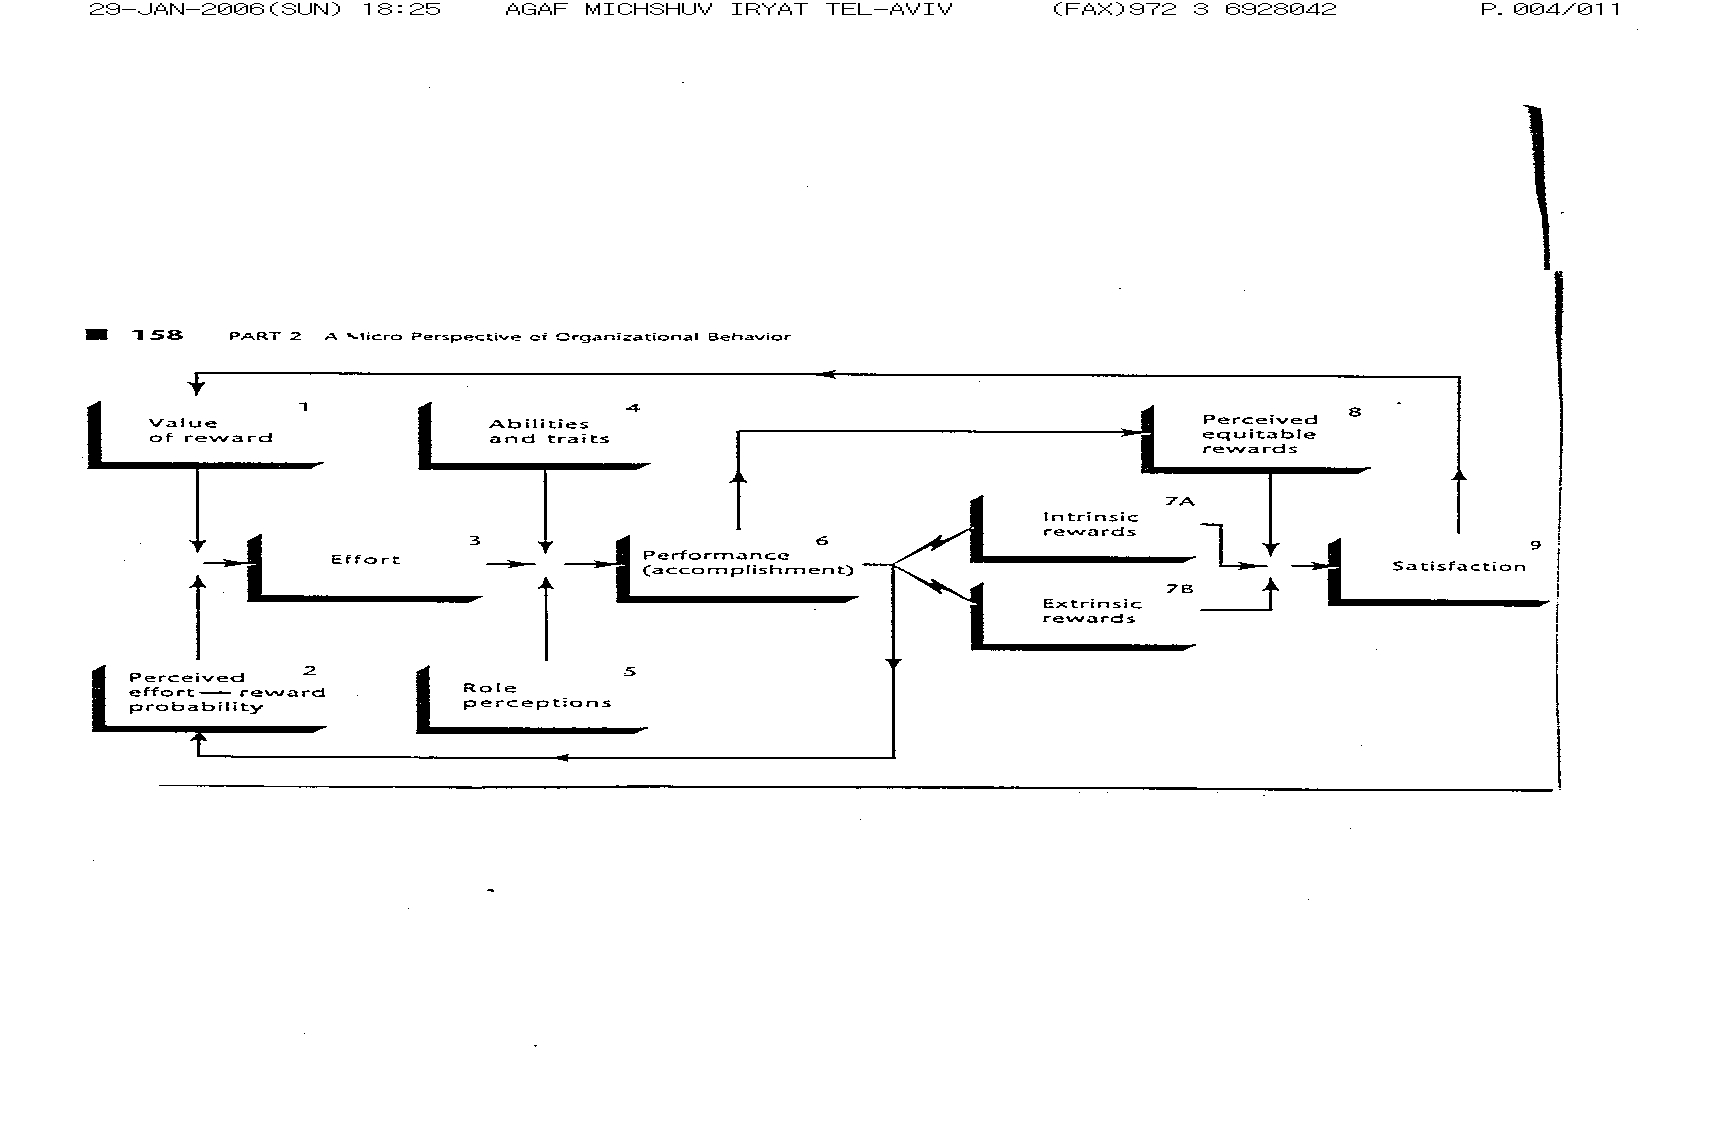 29-JAN-2006(SUN) 18:25 AGAF MICHSHUV IRYAT TEL-AVIV (FAX)972 3 6928042 P.004/011
158 PART 2 A Micro Perspective of Organizational Behavior
1
Value
of reward
4
Abilities
and traits
8
Perceived
equitable
rewards
7A
Intrinsic
rewards
3
Effort
6
Performance
(accomplishment)
9
Satisfaction
7B
Extrinsic
rewards
2
Perceived
effort — reward
probability
5
Role
perceptions